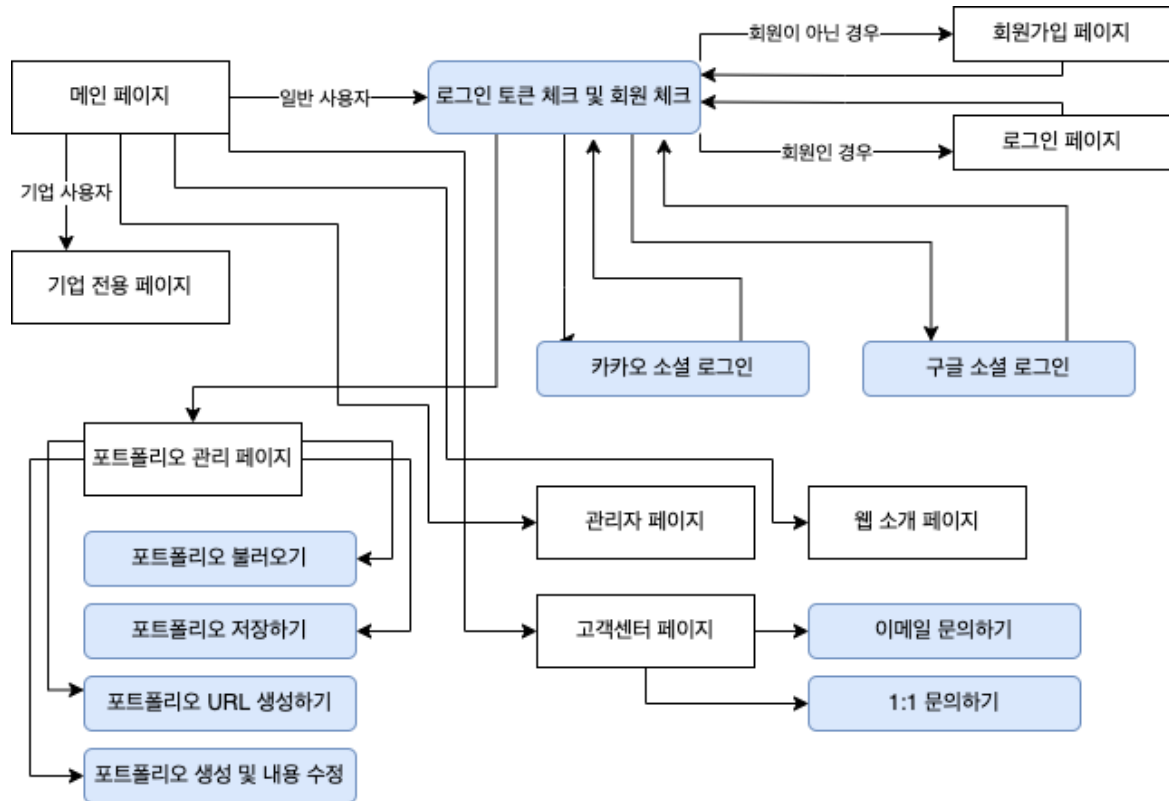 회원이 아닌 경우
회원가입 페이지
메인 페이지
일반 사용자
로그인 토큰 체크 및 회원 체크
회원인 경우
로그인 페이지
기업 사용자
기업 전용 페이지
카카오 소셜 로그인
구글 소셜 로그인
포트폴리오 관리 페이지
관리자 페이지
웹 소개 페이지
포트폴리오 불러오기
포트폴리오 저장하기
고객센터 페이지
이메일 문의하기
포트폴리오 URL 생성하기
1:1 문의하기
포트폴리오 생성 및 내용 수정